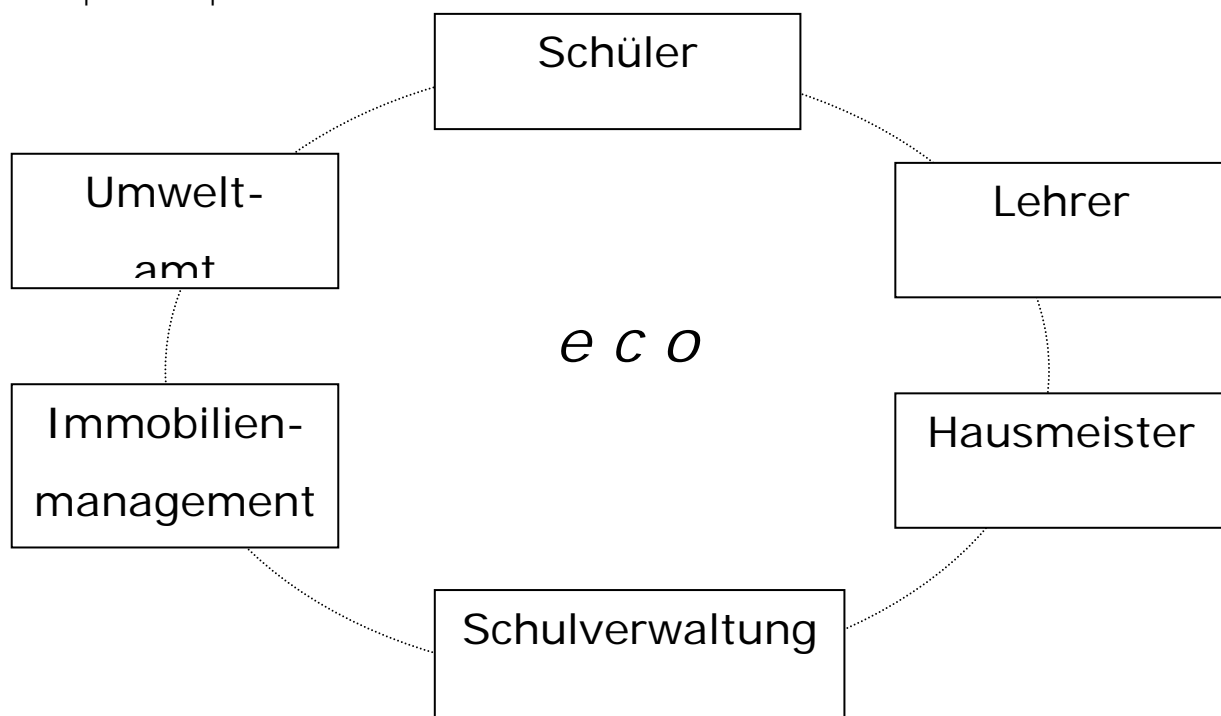 Schüler
Umwelt-
amt
Lehrer
e c o
Immobilien-
management
Hausmeister
Schulverwaltung